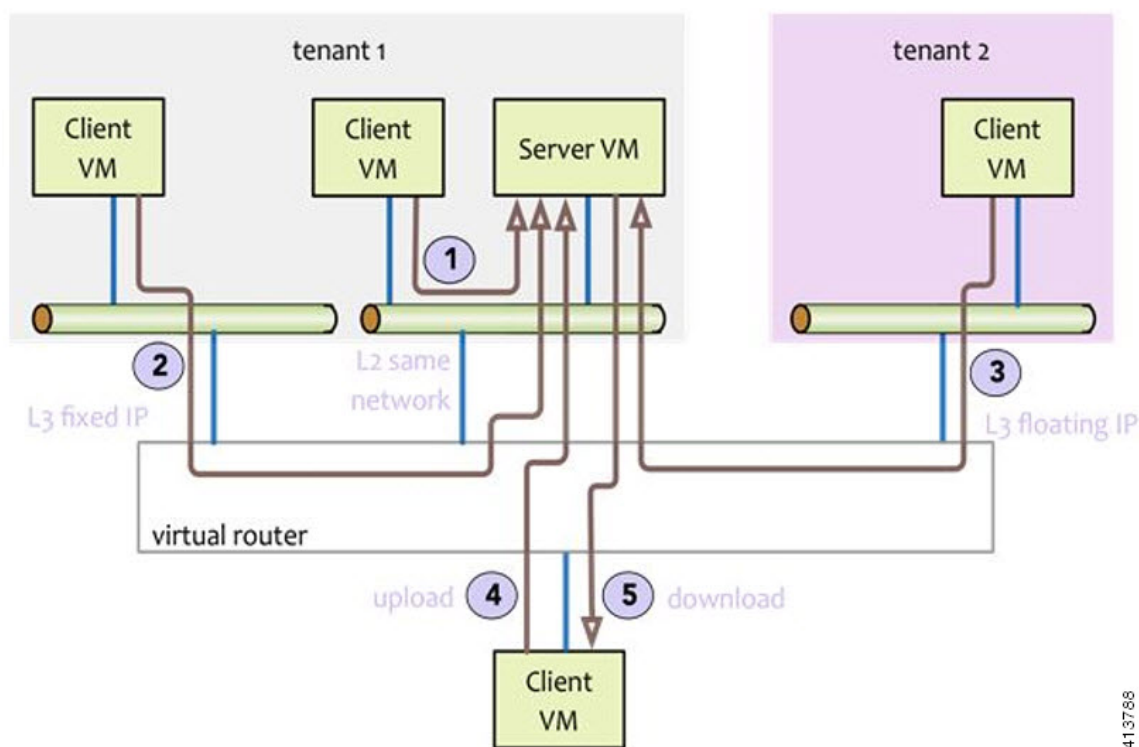 tenant 1
tenant 2
Client
VM
Client
VM
Server VM
Client
VM
1
2
L2 same
network
3
L3 fixed IP
L3 floating IP
virtual router
upload
4
5
download
Client
VM
413788